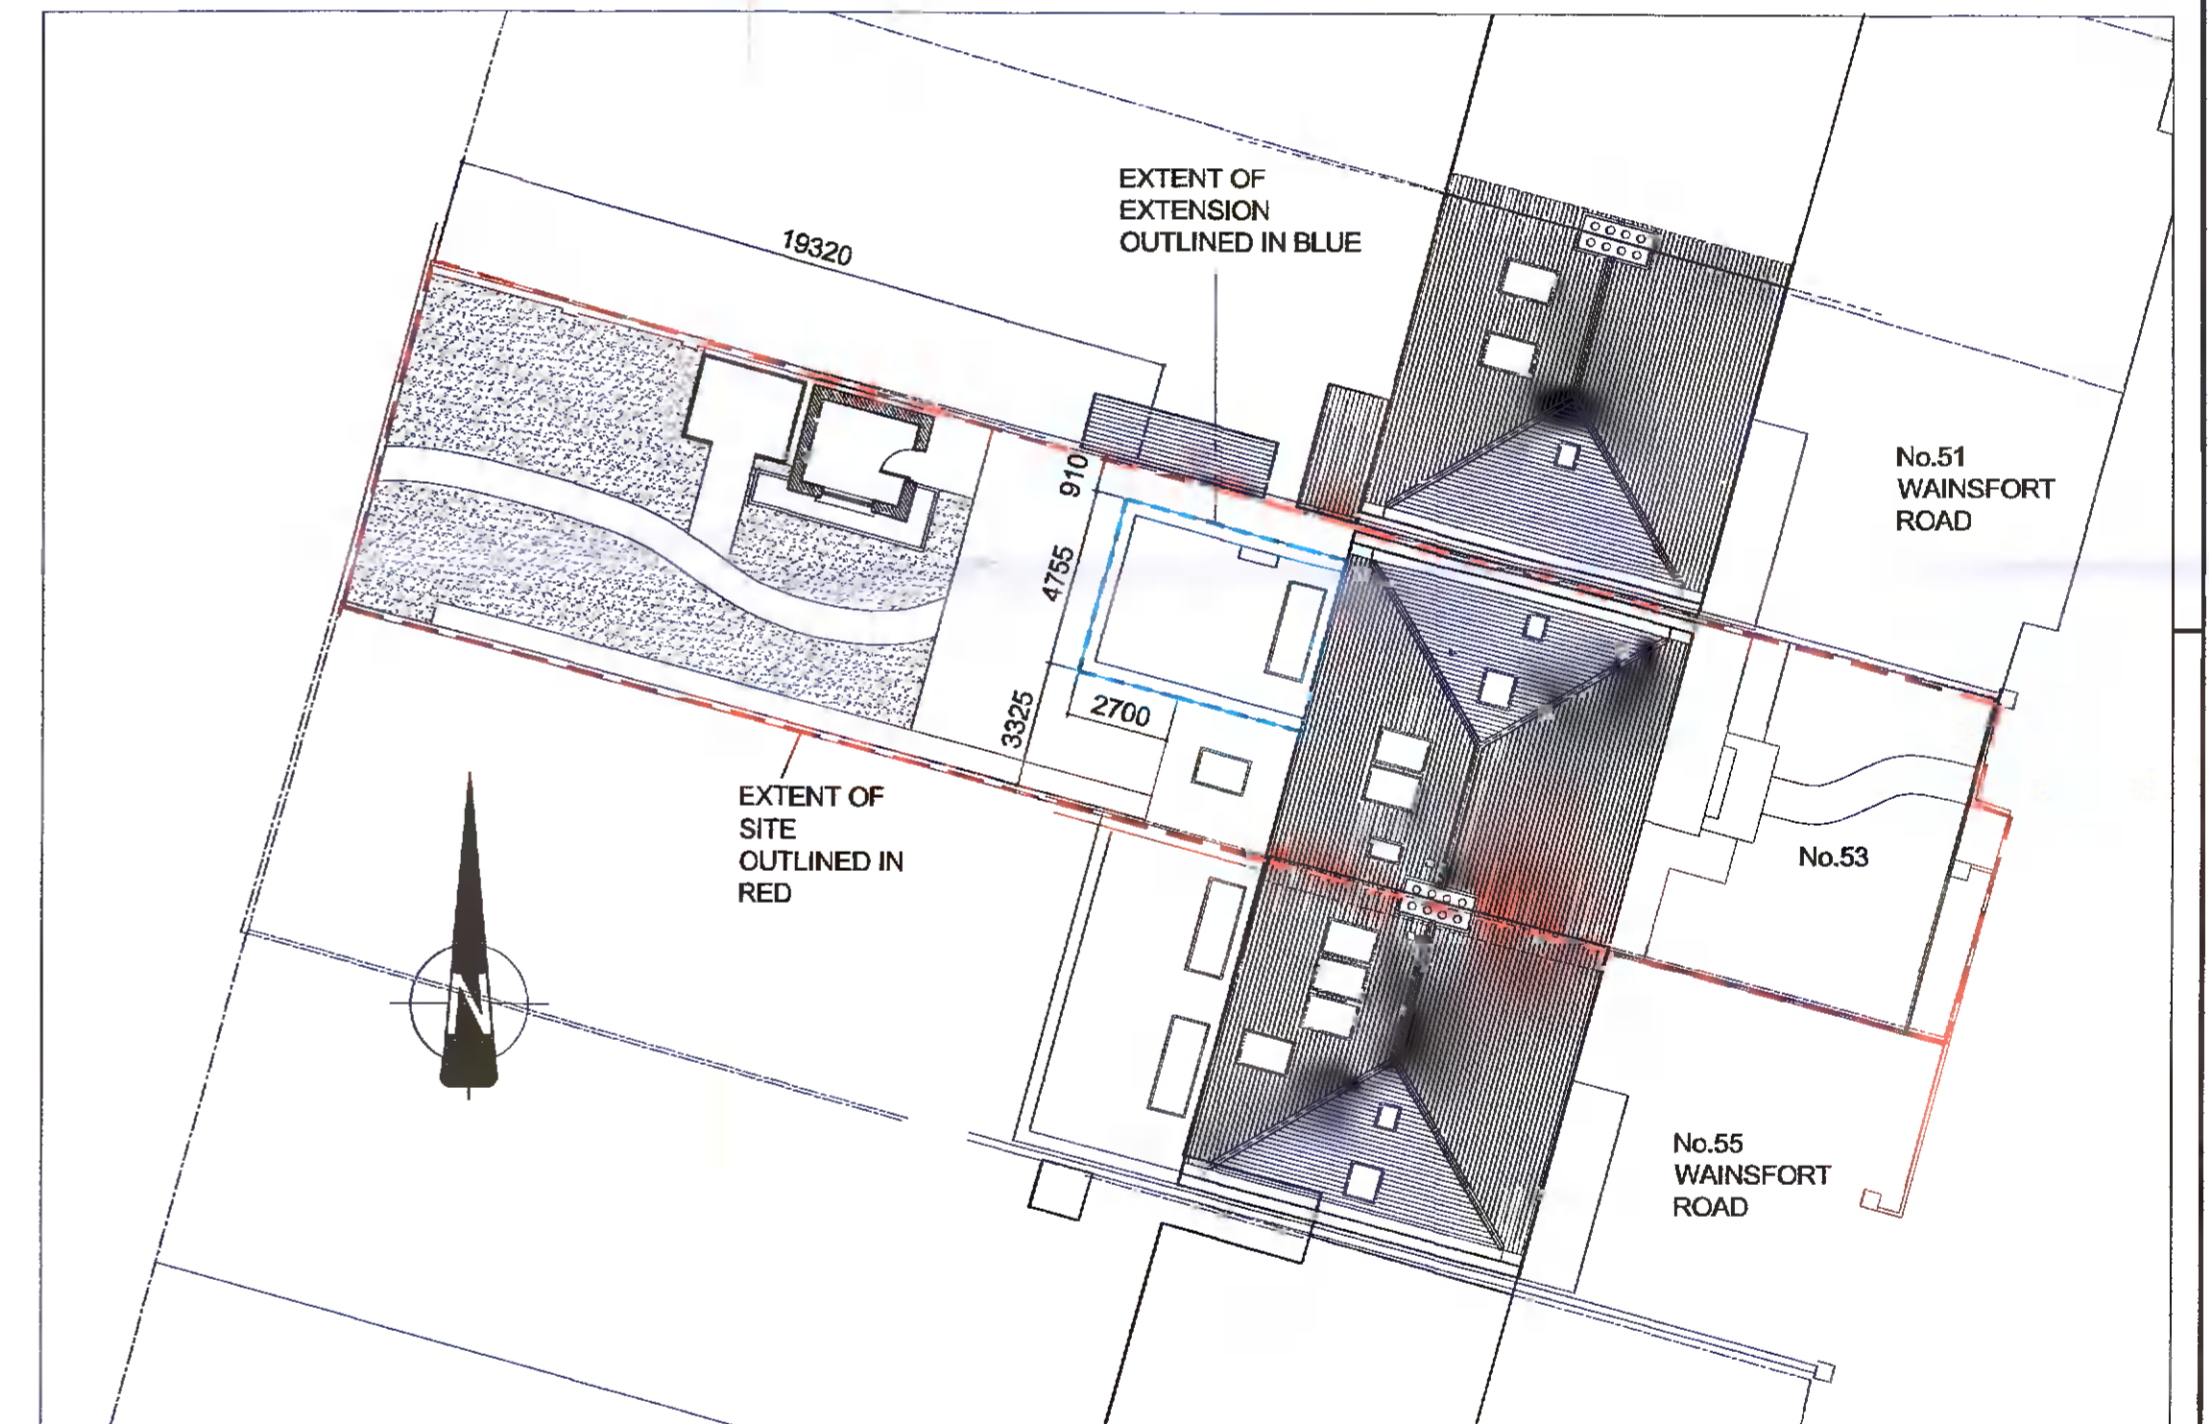 EXTENT OF
EXTENSION
OUTLINED IN BLUE
19320
910
4755
3325
2700
No.51
WAINSFORT
ROAD
EXTENT OF
SITE
OUTLINED IN
RED
No.53
N
No.55
WAINSFORT
ROAD